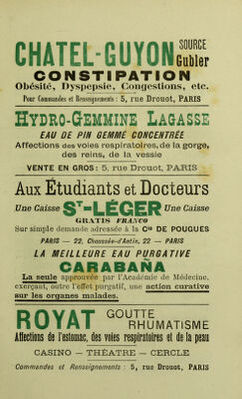 CHATEL-GUYON SOURCE Gubler
CONSTIPATION
Obésité, Dyspepsie, Congestions, etc.
Pour Commandes et Renseignements : 5, rue Drouot, PARIS
HYDRO-GEMMINE LAGASSE
EAU DE PIN GEMMÉ CONCENTRÉE
Affections des voies respiratoires, de la gorge,
des reins, de la vessie
VENTE EN GROS : 5, rue Drouot, PARIS
Aux Étudiants et Docteurs
Une Caisse ST-LÉGER Une Caisse
GRATIS FRANCO
Sur simple demande adressée à la Cie DE POUGUES
PARIS — 22, Chaussée-d'Antin, 22 — PARIS
LA MEILLEURE EAU PURGATIVE
CARABAÑA
La seule approuvée par l'Académie de Médecine,
exerçant, outre l'effet purgatif, une action curative
sur les organes malades.
ROYAT GOUTTE
RHUMATISME
Affections de l'estomac, des voies respiratoires et de la peau
CASINO — THÉATRE — CERCLE
Commandes et Renseignements : 5, rue Drouot, PARIS